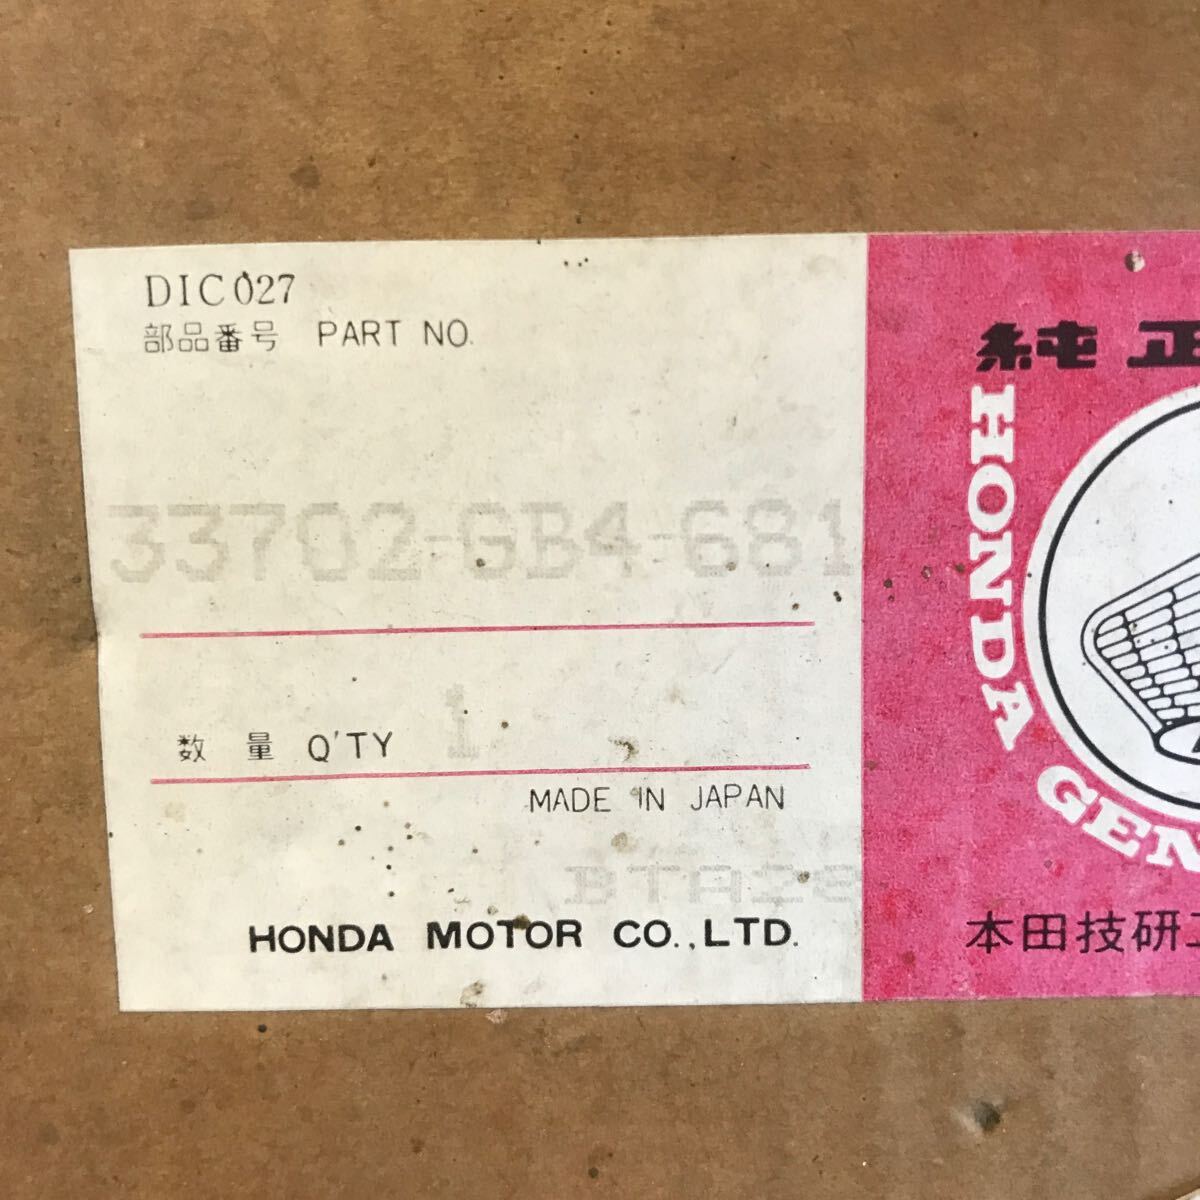 DIC027
部品番号 PART NO.
33702-GB4-681
数量 Q'TY 1
MADE IN JAPAN
HONDA MOTOR CO.,LTD.
純正
HONDA GEN
本田技研